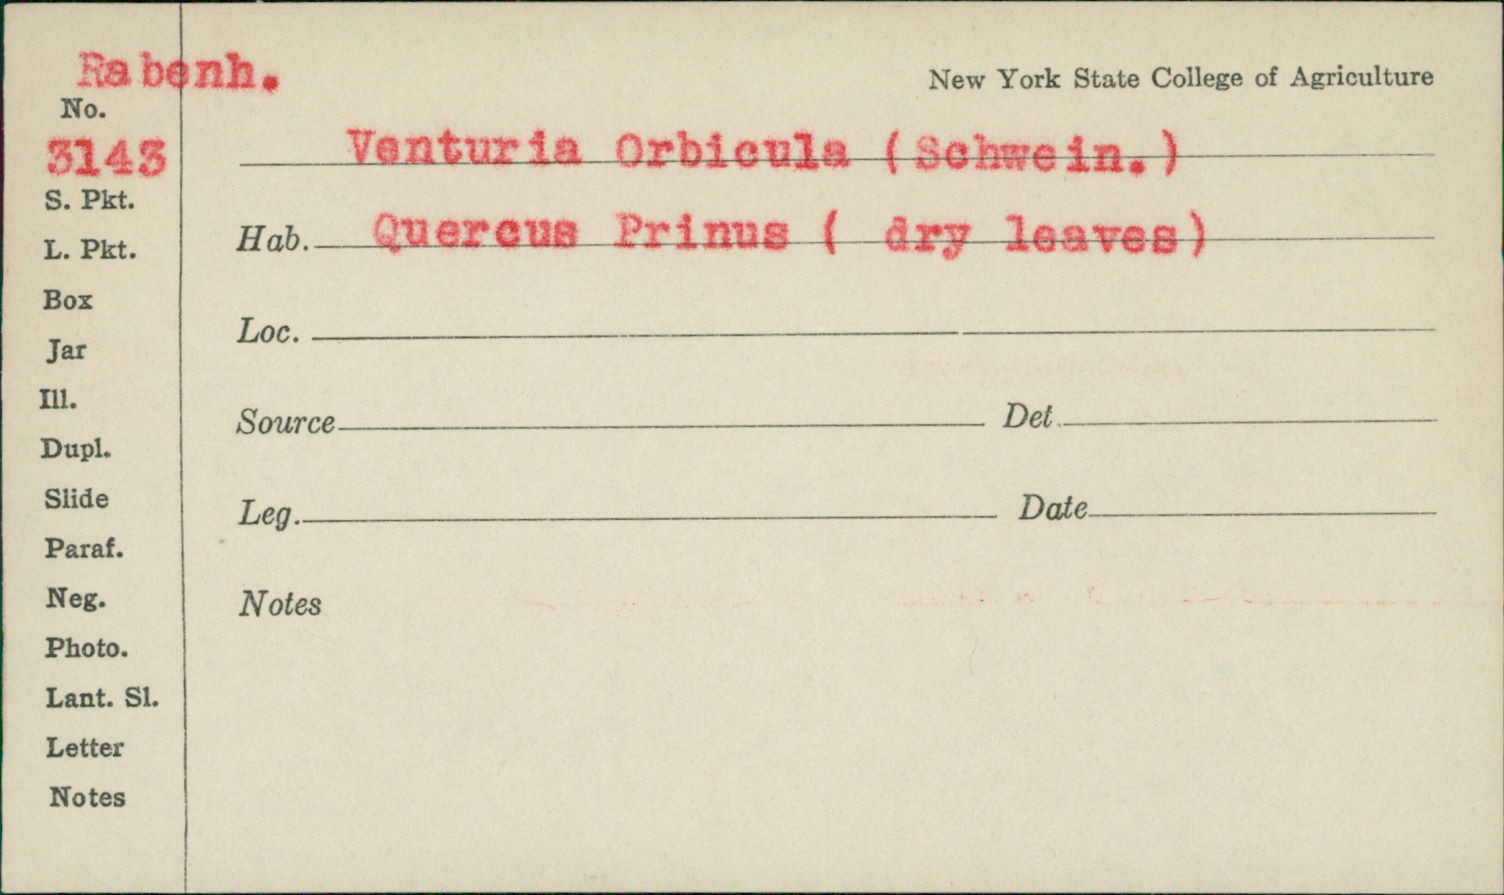 Rabenh.
New York State College of Agriculture
No.
3143
Venturia Orbicula (Schwein.)
S. Pkt.
Hab. Quercus Prinus ( dry leaves)
L. Pkt.
Box
Loc.
Jar
Ill.
Source Det.
Dupl.
Slide
Leg. Date
Paraf.
Neg.
Notes
Photo.
Lant. Sl.
Letter
Notes